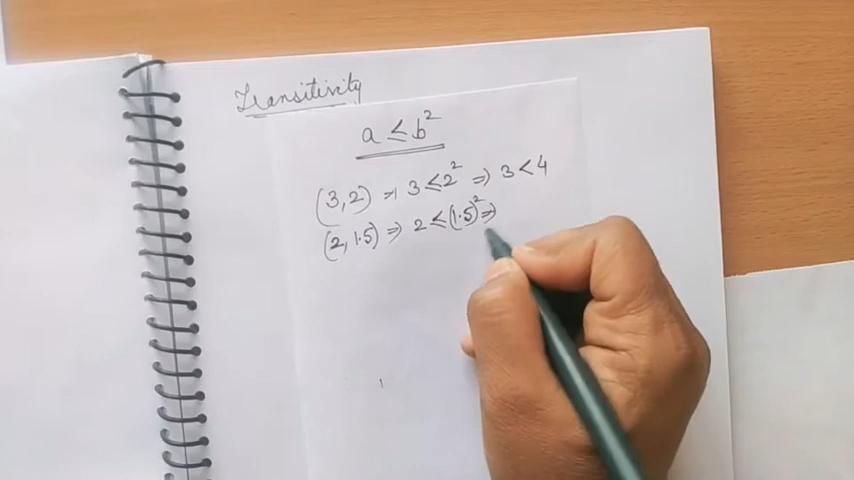 Transitivity
a ≤ b²
(3, 2) ⇒ 3 ≤ 2² ⇒ 3 < 4
(2, 1.5) ⇒ 2 ≤ (1.5)² ⇒